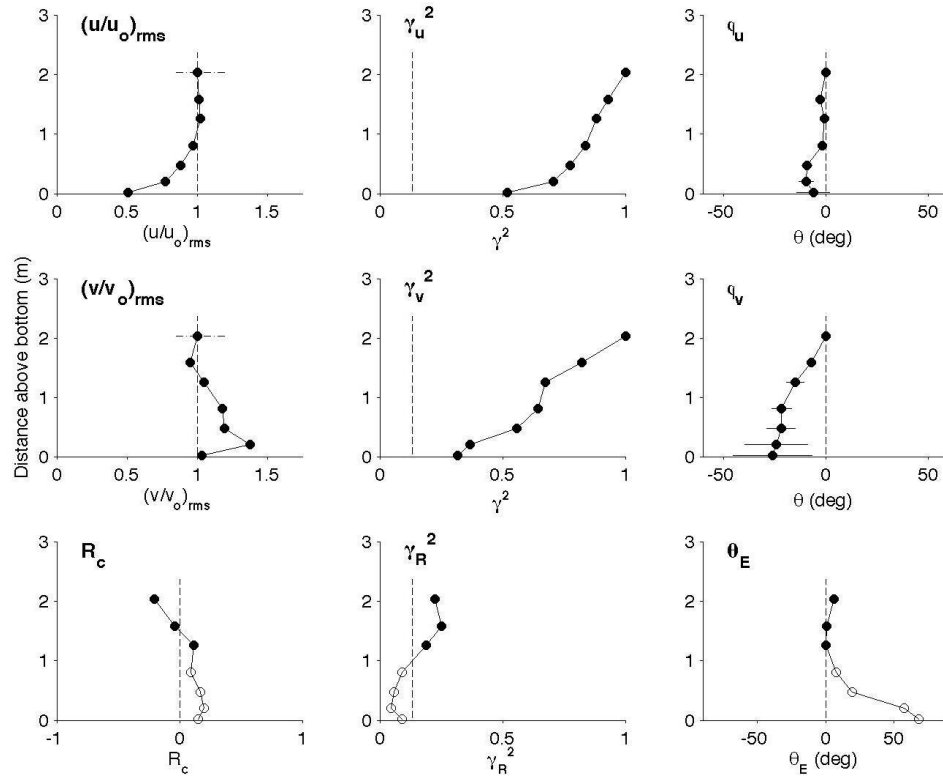 (u/u_o)_rms
γ_u^2
q_u
3
2
1
0
0 0.5 1 1.5
(u/u_o)_rms
3
2
1
0
0 0.5 1
γ^2
3
2
1
0
-50 0 50
θ (deg)
Distance above bottom (m)
(v/v_o)_rms
γ_v^2
q_v
3
2
1
0
0 0.5 1 1.5
(v/v_o)_rms
3
2
1
0
0 0.5 1
γ^2
3
2
1
0
-50 0 50
θ (deg)
R_c
γ_R^2
θ_E
3
2
1
0
-1 0 1
R_c
3
2
1
0
0 0.5 1
γ_R^2
3
2
1
0
-50 0 50
θ_E (deg)